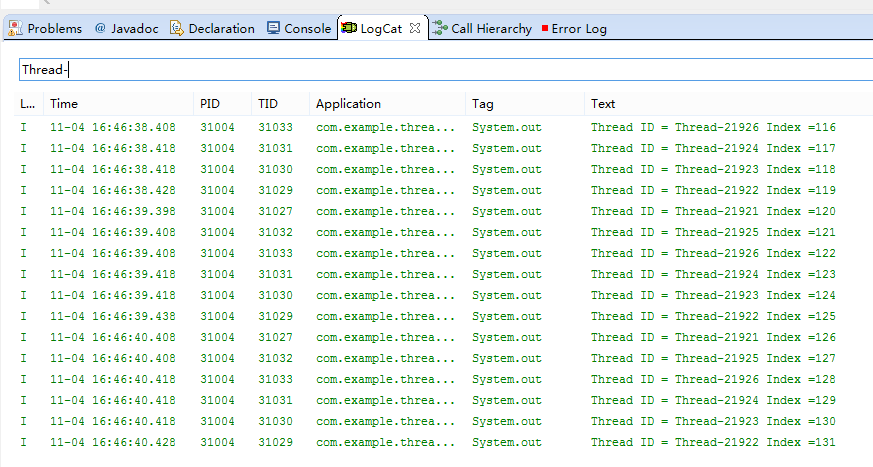 Problems @ Javadoc Declaration Console LogCat Call Hierarchy Error Log
Thread-
L... Time PID TID Application Tag Text
I 11-04 16:46:38.408 31004 31033 com.example.threa... System.out Thread ID = Thread-21926 Index =116
I 11-04 16:46:38.418 31004 31031 com.example.threa... System.out Thread ID = Thread-21924 Index =117
I 11-04 16:46:38.418 31004 31030 com.example.threa... System.out Thread ID = Thread-21923 Index =118
I 11-04 16:46:38.428 31004 31029 com.example.threa... System.out Thread ID = Thread-21922 Index =119
I 11-04 16:46:39.398 31004 31027 com.example.threa... System.out Thread ID = Thread-21921 Index =120
I 11-04 16:46:39.408 31004 31032 com.example.threa... System.out Thread ID = Thread-21925 Index =121
I 11-04 16:46:39.408 31004 31033 com.example.threa... System.out Thread ID = Thread-21926 Index =122
I 11-04 16:46:39.418 31004 31031 com.example.threa... System.out Thread ID = Thread-21924 Index =123
I 11-04 16:46:39.418 31004 31030 com.example.threa... System.out Thread ID = Thread-21923 Index =124
I 11-04 16:46:39.438 31004 31029 com.example.threa... System.out Thread ID = Thread-21922 Index =125
I 11-04 16:46:40.408 31004 31027 com.example.threa... System.out Thread ID = Thread-21921 Index =126
I 11-04 16:46:40.408 31004 31032 com.example.threa... System.out Thread ID = Thread-21925 Index =127
I 11-04 16:46:40.418 31004 31033 com.example.threa... System.out Thread ID = Thread-21926 Index =128
I 11-04 16:46:40.418 31004 31031 com.example.threa... System.out Thread ID = Thread-21924 Index =129
I 11-04 16:46:40.418 31004 31030 com.example.threa... System.out Thread ID = Thread-21923 Index =130
I 11-04 16:46:40.428 31004 31029 com.example.threa... System.out Thread ID = Thread-21922 Index =131